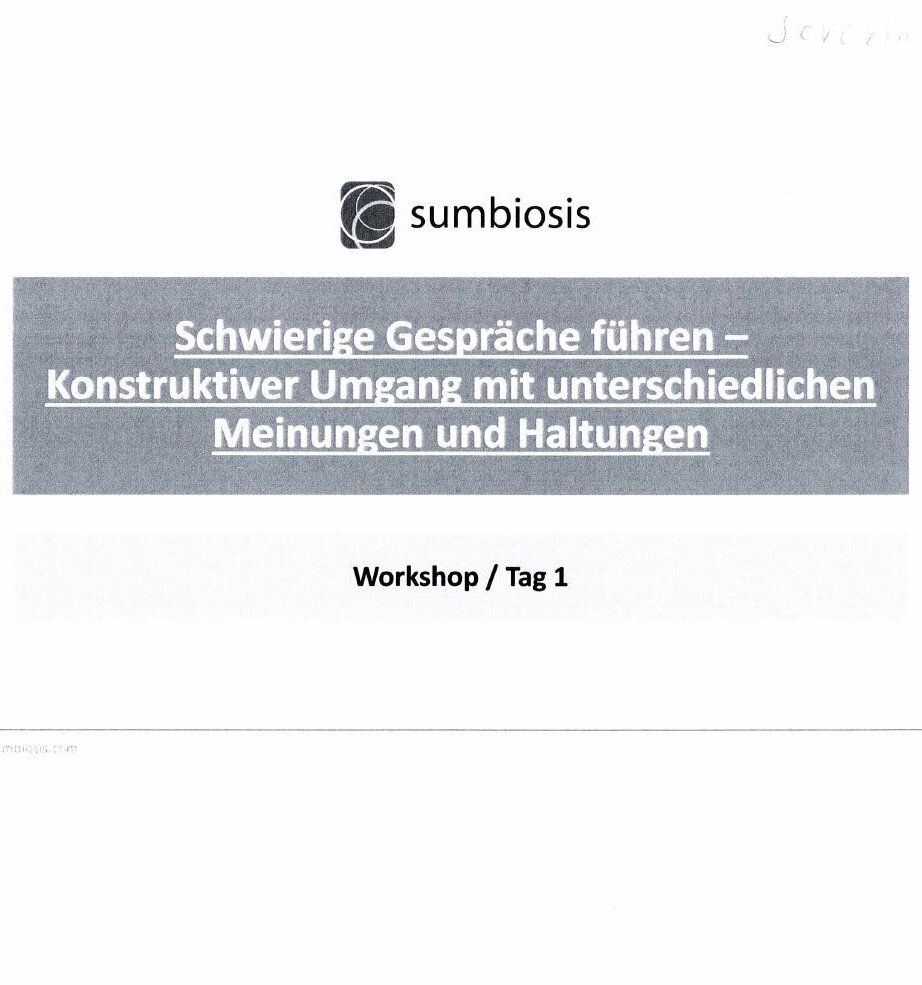 Severin
sumbiosis
Schwierige Gespräche führen –
Konstruktiver Umgang mit unterschiedlichen
Meinungen und Haltungen
Workshop / Tag 1
mbiosis.com